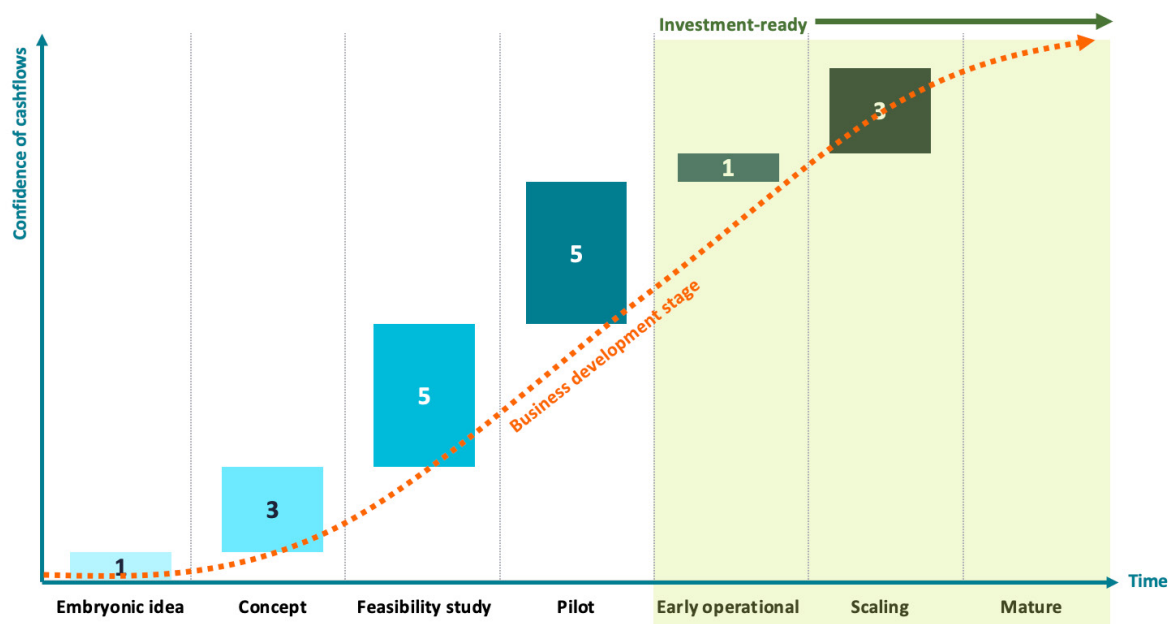 Investment-ready
Confidence of cashflows
3
1
5
5
Business development stage
3
1
Time
Embryonic idea
Concept
Feasibility study
Pilot
Early operational
Scaling
Mature